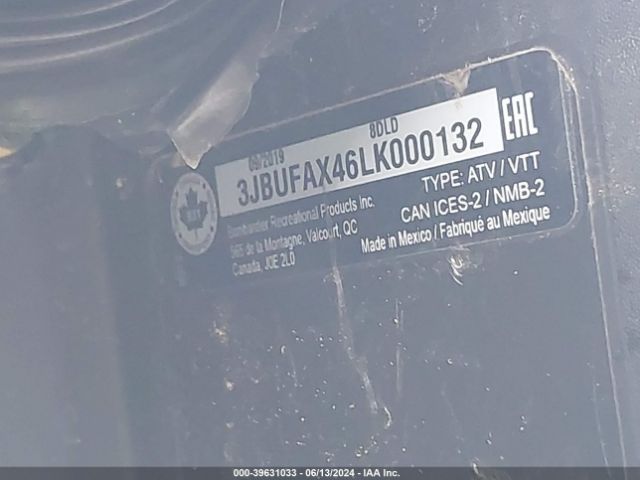 09/2019 8DLD
3JBUFAX46LK000132
EAC
Bombardier Recreational Products Inc.
565 de la Montagne, Valcourt, QC
Canada, J0E 2L0
TYPE: ATV / VTT
CAN ICES-2 / NMB-2
Made in Mexico / Fabriqué au Mexique
000-39631033 - 06/13/2024 - IAA Inc.